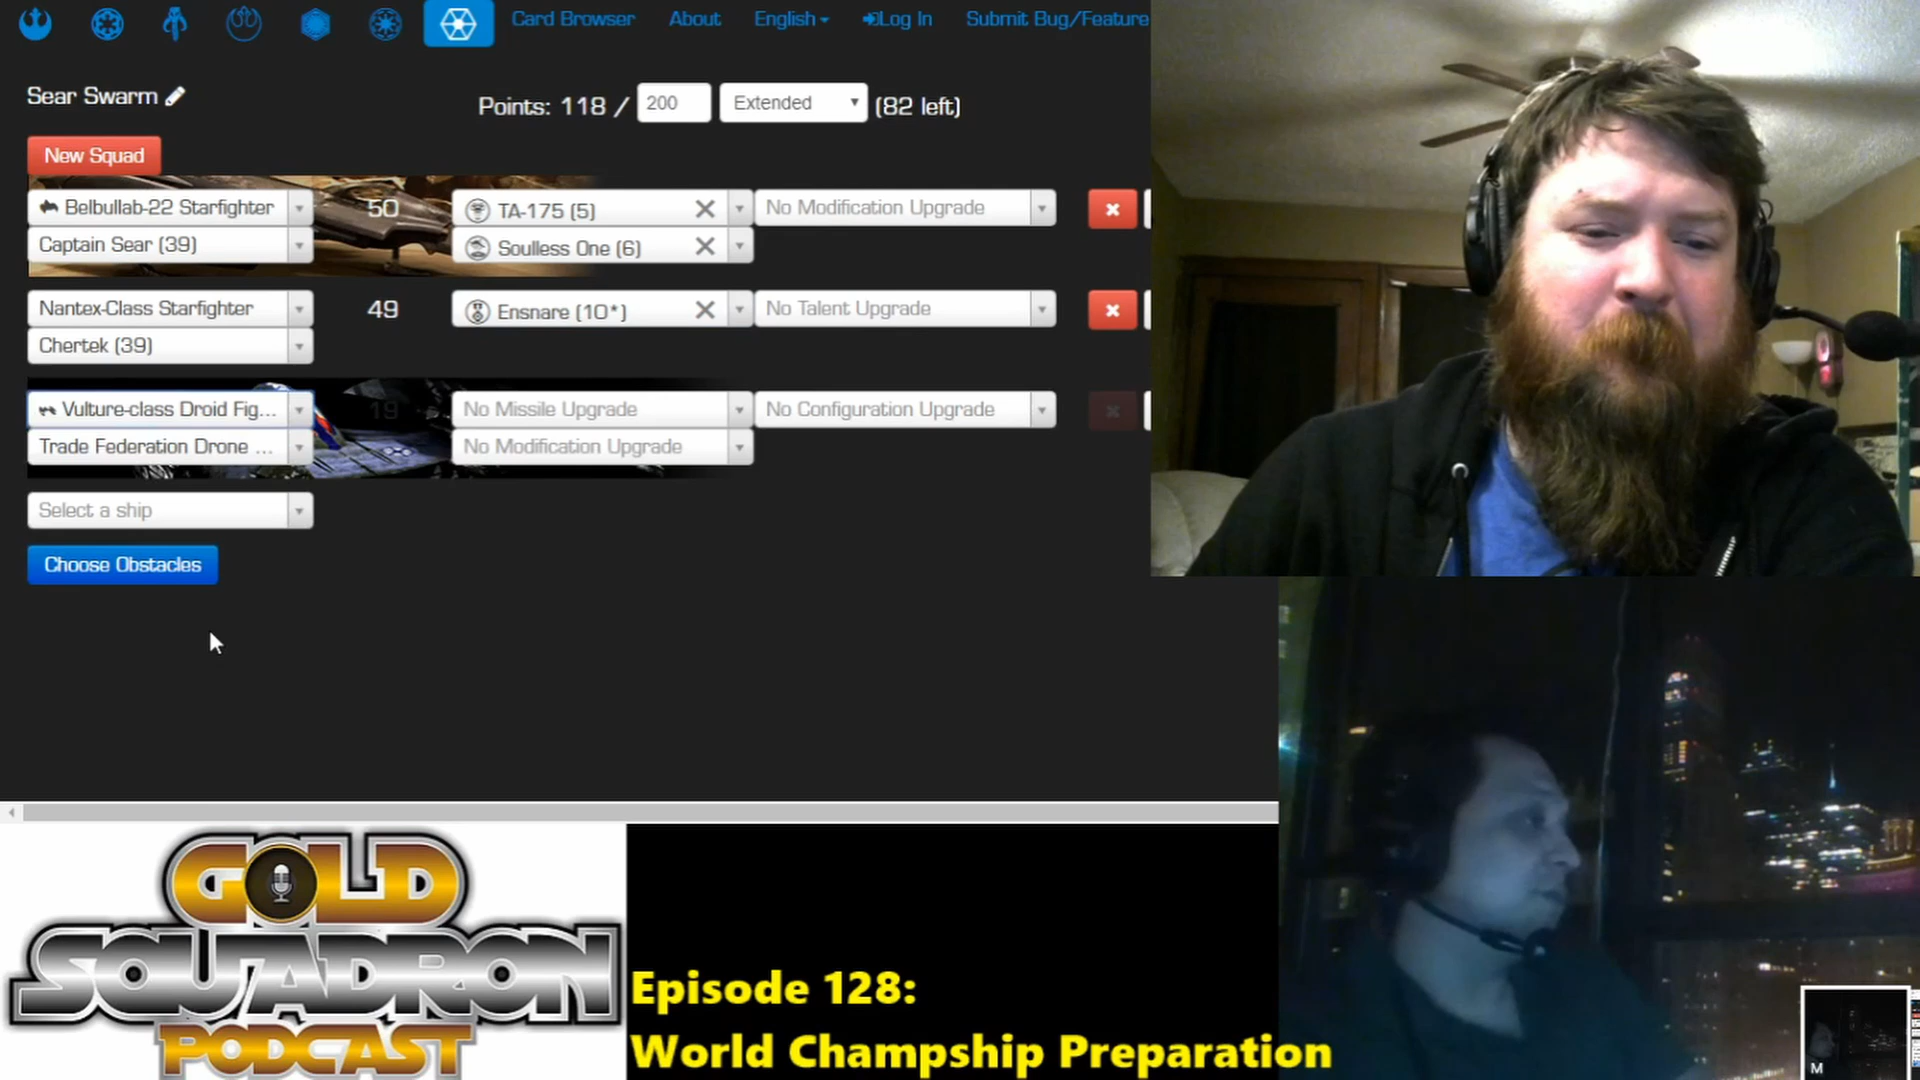 Card Browser About English Log In Submit Bug/Feature
Sear Swarm Points: 118 / 200 Extended (82 left)
New Squad
Belbullab-22 Starfighter 50 TA-175 (5) No Modification Upgrade
Captain Sear (39) Soulless One (6)
Nantex-Class Starfighter 49 Ensnare (10*) No Talent Upgrade
Chertek (39)
Vulture-class Droid Fig... 19 No Missile Upgrade No Configuration Upgrade
Trade Federation Drone ... No Modification Upgrade
Select a ship
Choose Obstacles
GOLD
SQUADRON
PODCAST
Episode 128:
World Champship Preparation
M